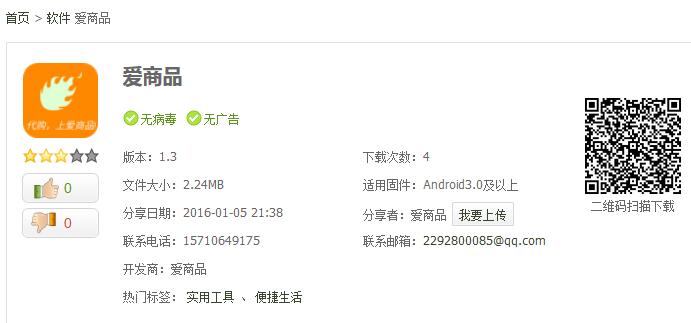 首页 > 软件 爱商品
爱商品
无病毒 无广告
代购，上爱商品
版本：1.3 下载次数：4
0
文件大小：2.24MB 适用固件：Android3.0及以上
0
分享日期：2016-01-05 21:38 分享者：爱商品 我要上传
联系电话：15710649175 联系邮箱：2292800085@qq.com
开发商：爱商品
热门标签： 实用工具 、 便捷生活
二维码扫描下载